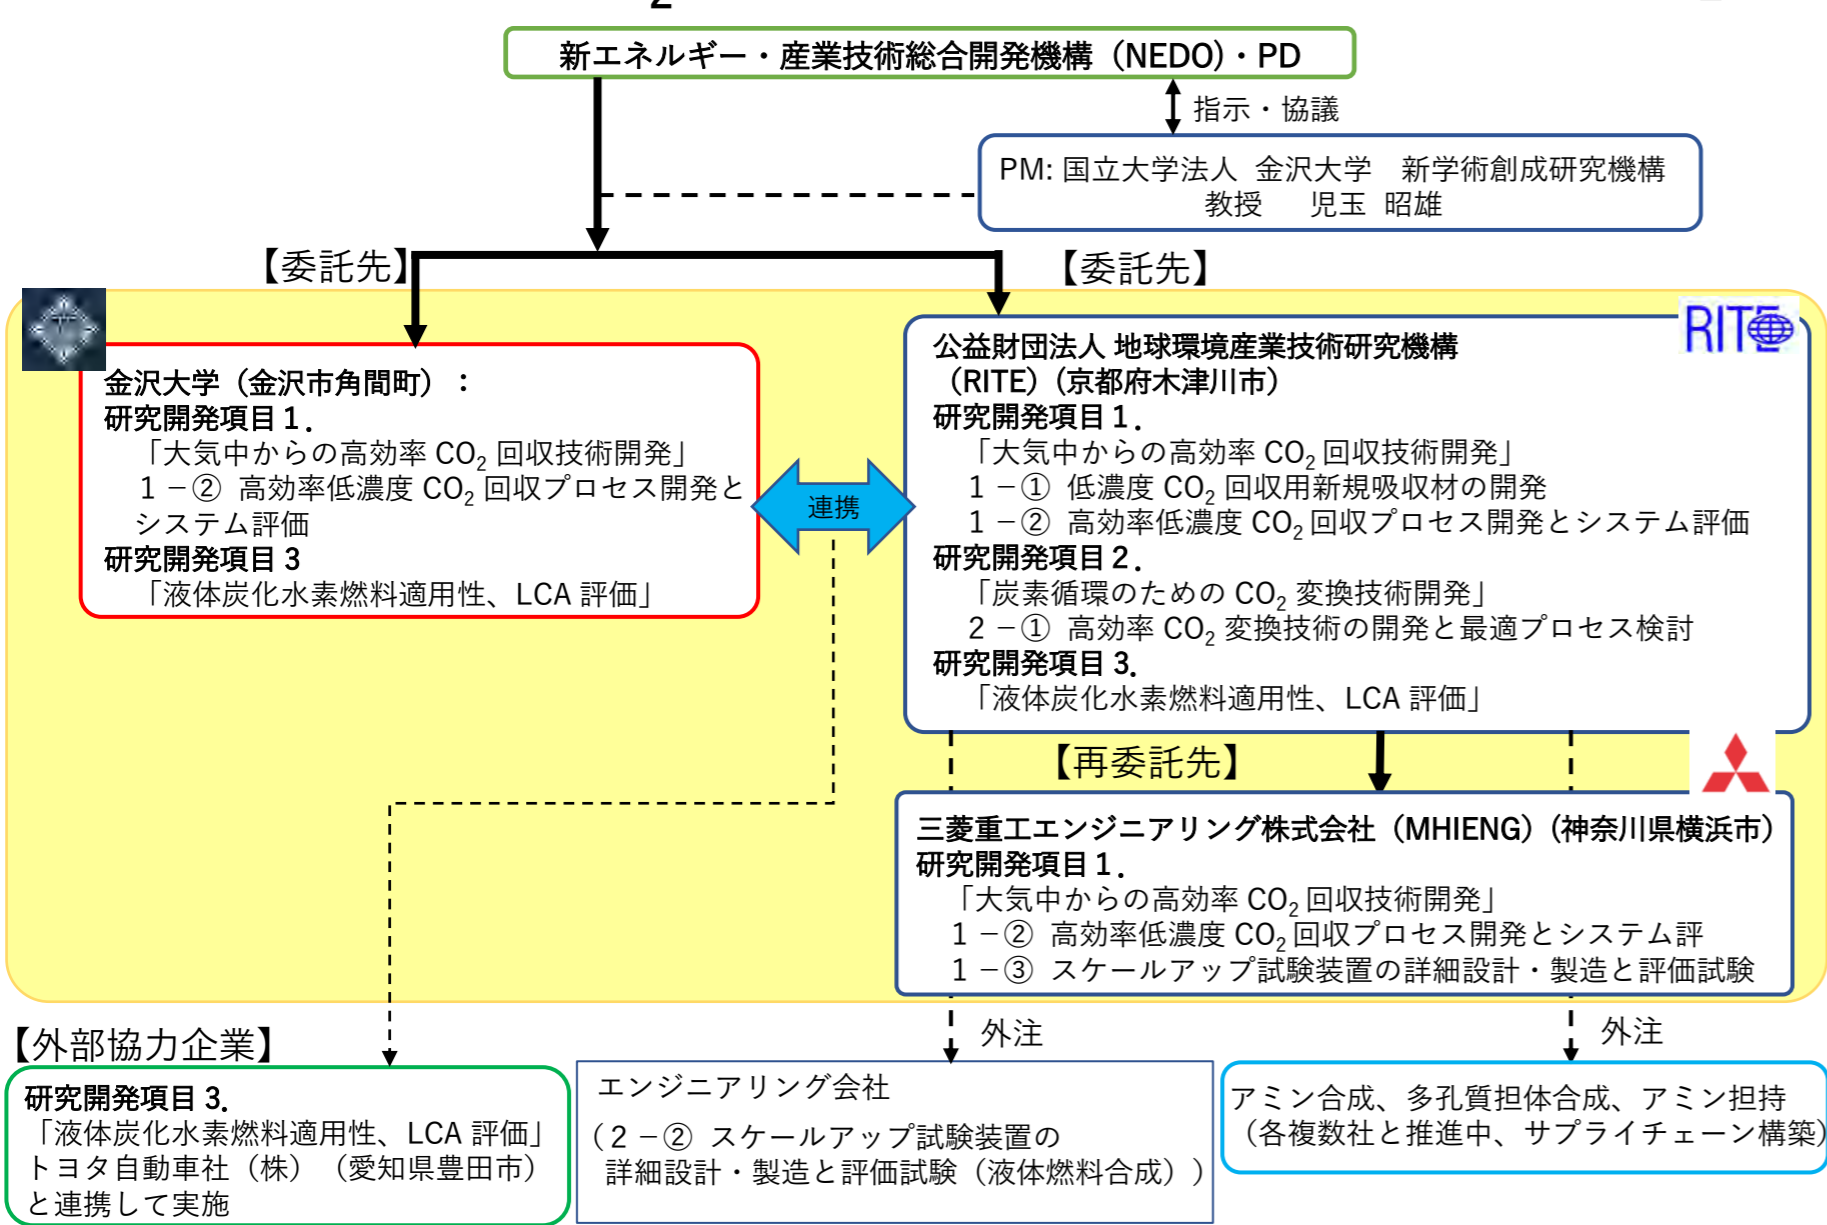 2
新エネルギー・産業技術総合開発機構（NEDO)・PD
指示・協議
PM: 国立大学法人 金沢大学　新学術創成研究機構
教授　児玉 昭雄
【委託先】
【委託先】
RITE
金沢大学（金沢市角間町）：
研究開発項目１.
「大気中からの高効率 CO2 回収技術開発」
１－② 高効率低濃度 CO2 回収プロセス開発と
システム評価
研究開発項目 3
「液体炭化水素燃料適用性、LCA 評価」
連携
公益財団法人 地球環境産業技術研究機構
（RITE）(京都府木津川市）
研究開発項目１.
「大気中からの高効率 CO2 回収技術開発」
１－① 低濃度 CO2 回収用新規吸収材の開発
１－② 高効率低濃度 CO2 回収プロセス開発とシステム評価
研究開発項目２.
「炭素循環のための CO2 変換技術開発」
２－① 高効率 CO2 変換技術の開発と最適プロセス検討
研究開発項目 3.
「液体炭化水素燃料適用性、LCA 評価」
【再委託先】
三菱重工エンジニアリング株式会社（MHIENG）(神奈川県横浜市）
研究開発項目１.
「大気中からの高効率 CO2 回収技術開発」
１－② 高効率低濃度 CO2 回収プロセス開発とシステム評
１－③ スケールアップ試験装置の詳細設計・製造と評価試験
【外部協力企業】
研究開発項目 3.
「液体炭化水素燃料適用性、LCA 評価」
トヨタ自動車社（株）（愛知県豊田市）
と連携して実施
外注
エンジニアリング会社
（２－② スケールアップ試験装置の
詳細設計・製造と評価試験（液体燃料合成））
外注
アミン合成、多孔質担体合成、アミン担持
（各複数社と推進中、サプライチェーン構築）